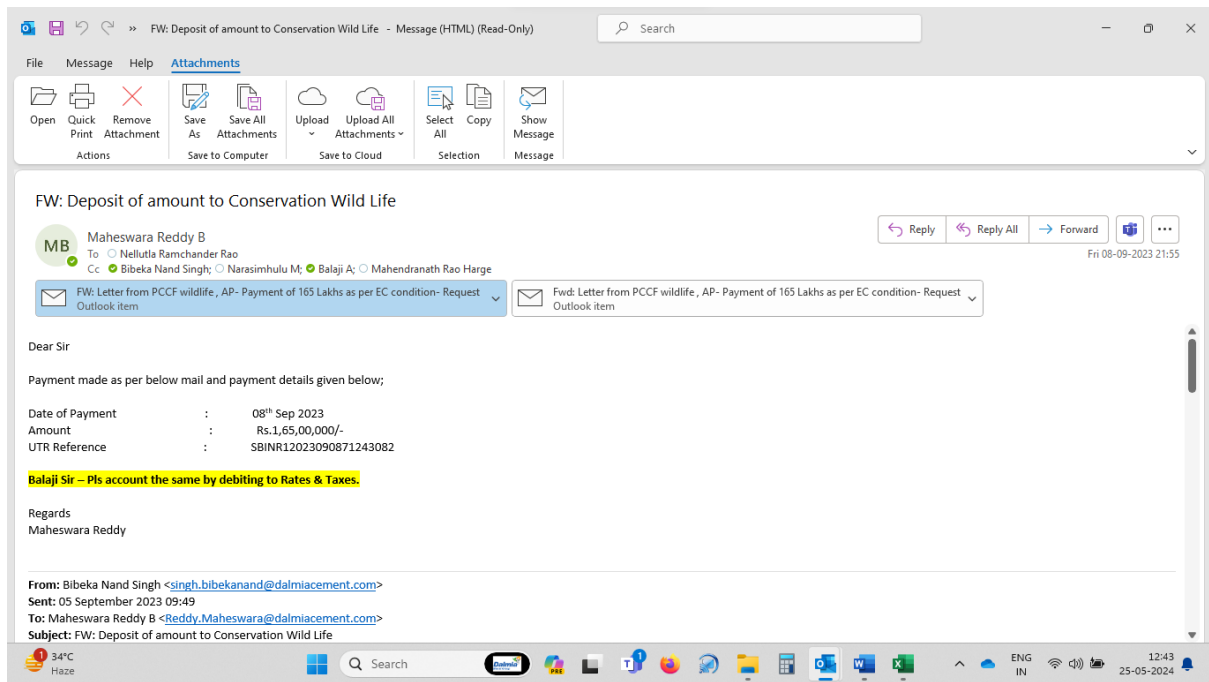 FW: Deposit of amount to Conservation Wild Life - Message (HTML) (Read-Only)
Search
File Message Help Attachments
Open
Quick Print
Remove Attachment
Save As
Save All Attachments
Upload
Upload All Attachments
Select All
Copy
Show Message
Actions
Save to Computer
Save to Cloud
Selection
Message
FW: Deposit of amount to Conservation Wild Life
MB
Maheswara Reddy B
To Nellutla Ramchander Rao
Cc Bibeka Nand Singh; Narasimhulu M; Balaji A; Mahendranath Rao Harge
Reply
Reply All
Forward
Fri 08-09-2023 21:55
FW: Letter from PCCF wildlife , AP- Payment of 165 Lakhs as per EC condition- Request
Outlook item
Fwd: Letter from PCCF wildlife , AP- Payment of 165 Lakhs as per EC condition- Request
Outlook item
Dear Sir
Payment made as per below mail and payment details given below;
Date of Payment : 08th Sep 2023
Amount : Rs.1,65,00,000/-
UTR Reference : SBINR12023090871243082
Balaji Sir – Pls account the same by debiting to Rates & Taxes.
Regards
Maheswara Reddy
From: Bibeka Nand Singh <singh.bibekanand@dalmiacement.com>
Sent: 05 September 2023 09:49
To: Maheswara Reddy B <Reddy.Maheswara@dalmiacement.com>
Subject: FW: Deposit of amount to Conservation Wild Life
1
34°C
Haze
Search
Dalmia
PRE
1
ENG
IN
12:43
25-05-2024